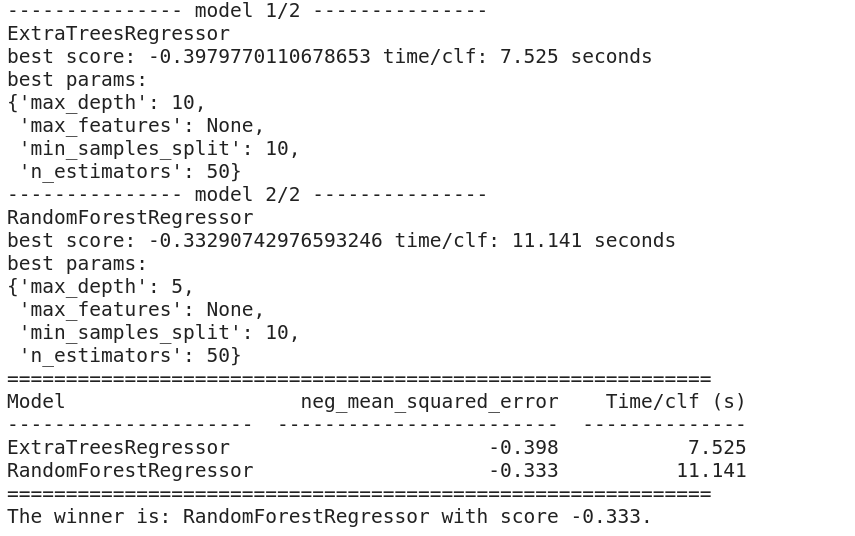 --------------- model 1/2 ---------------
ExtraTreesRegressor
best score: -0.3979770110678653 time/clf: 7.525 seconds
best params:
{'max_depth': 10,
 'max_features': None,
 'min_samples_split': 10,
 'n_estimators': 50}
--------------- model 2/2 ---------------
RandomForestRegressor
best score: -0.33290742976593246 time/clf: 11.141 seconds
best params:
{'max_depth': 5,
 'max_features': None,
 'min_samples_split': 10,
 'n_estimators': 50}
============================================================
Model                    neg_mean_squared_error    Time/clf (s)
---------------------  ------------------------  --------------
ExtraTreesRegressor                      -0.398           7.525
RandomForestRegressor                    -0.333          11.141
============================================================
The winner is: RandomForestRegressor with score -0.333.